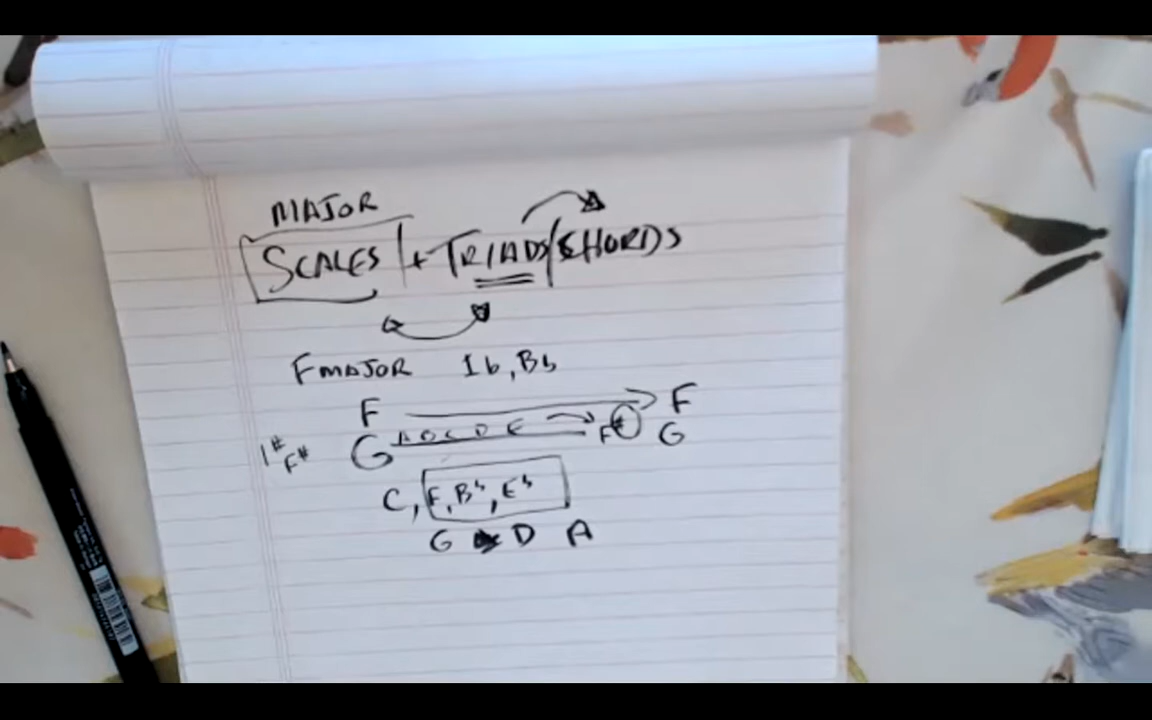 MAJOR
SCALES + TRIADS/CHORDS
F MAJOR 1b, Bb
F F
1# F# G A B C D E F# G
C, F, Bb, Eb
G D A